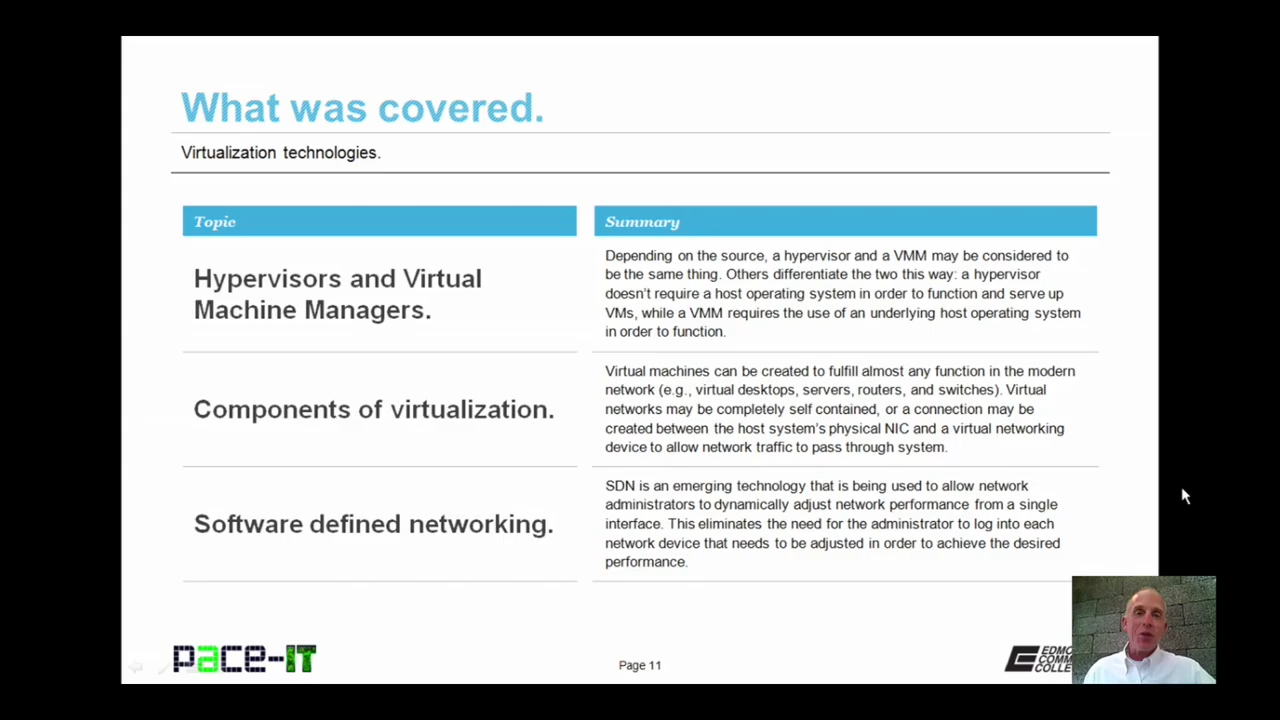 What was covered.
Virtualization technologies.
Topic
Summary
Hypervisors and Virtual
Machine Managers.
Depending on the source, a hypervisor and a VMM may be considered to
be the same thing. Others differentiate the two this way: a hypervisor
doesn't require a host operating system in order to function and serve up
VMs, while a VMM requires the use of an underlying host operating system
in order to function.
Components of virtualization.
Virtual machines can be created to fulfill almost any function in the modern
network (e.g., virtual desktops, servers, routers, and switches). Virtual
networks may be completely self contained, or a connection may be
created between the host system's physical NIC and a virtual networking
device to allow network traffic to pass through system.
Software defined networking.
SDN is an emerging technology that is being used to allow network
administrators to dynamically adjust network performance from a single
interface. This eliminates the need for the administrator to log into each
network device that needs to be adjusted in order to achieve the desired
performance.
pace-IT
Page 11